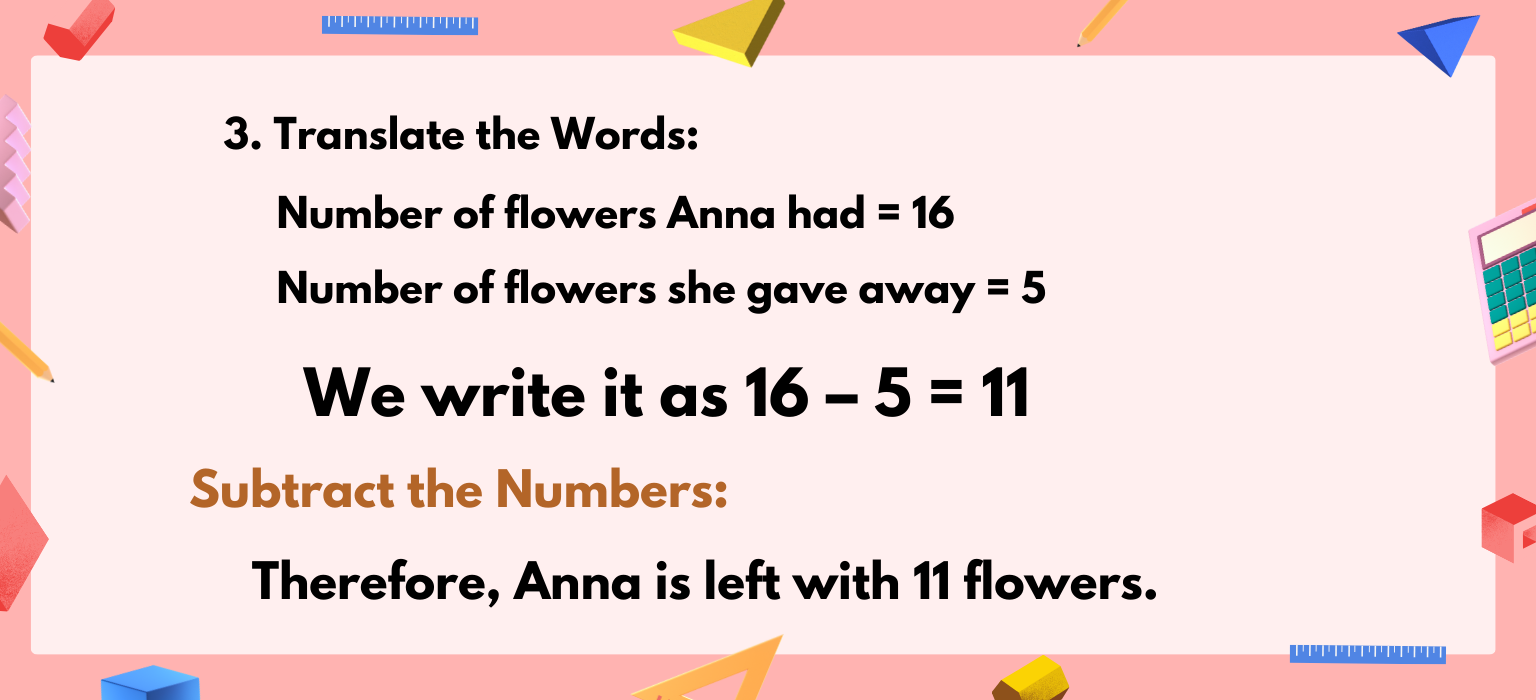 3. Translate the Words:
Number of flowers Anna had = 16
Number of flowers she gave away = 5
We write it as 16 – 5 = 11
Subtract the Numbers:
Therefore, Anna is left with 11 flowers.